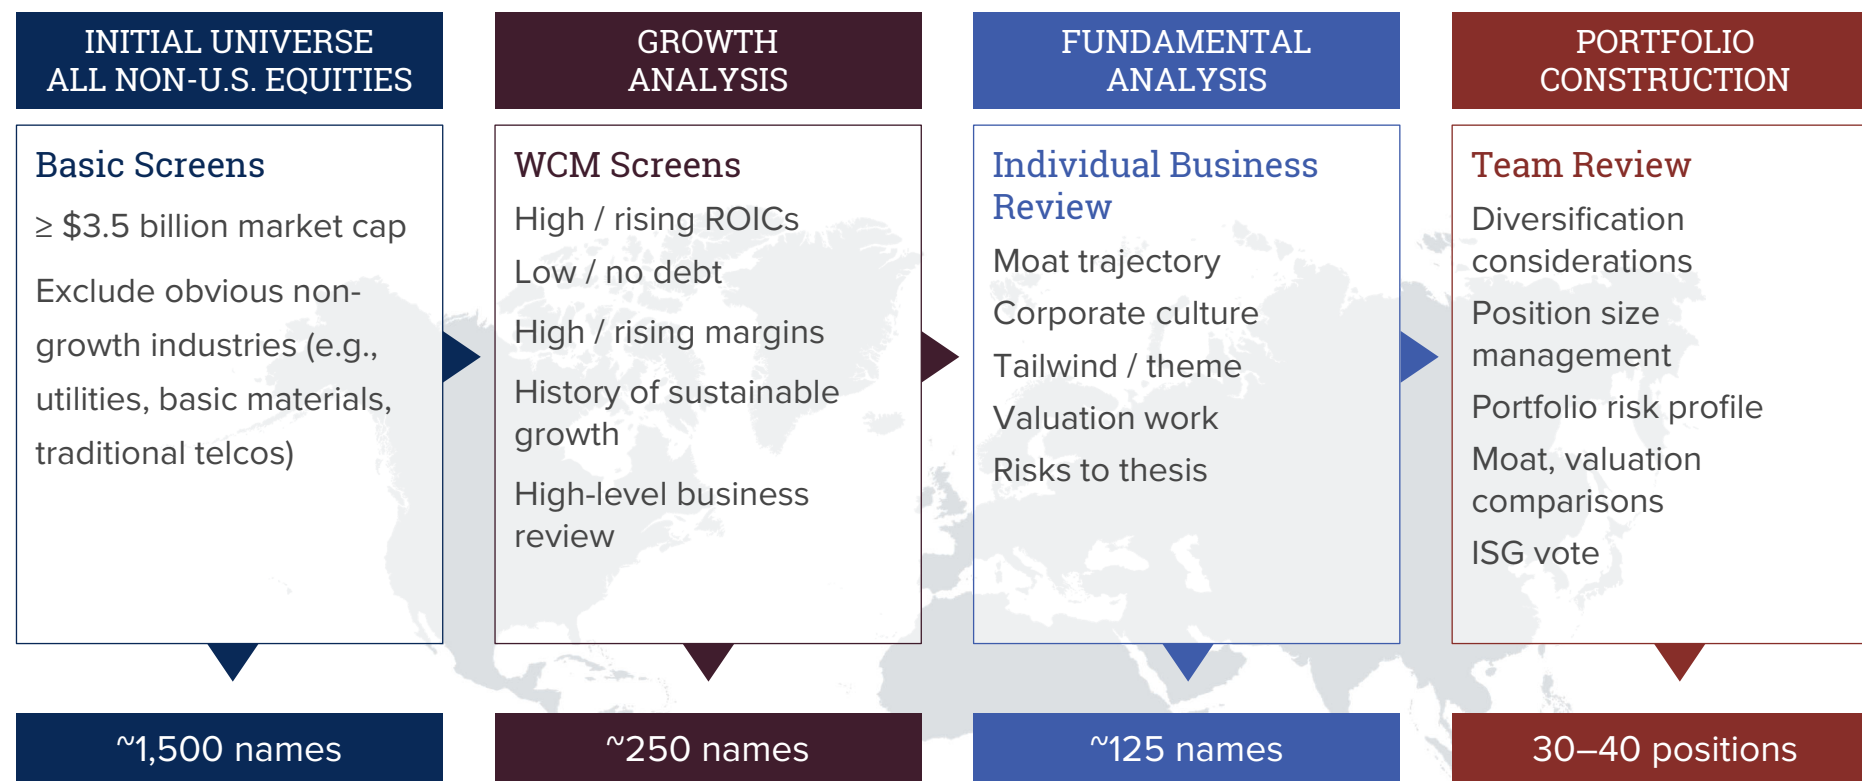 INITIAL UNIVERSE
ALL NON-U.S. EQUITIES
Basic Screens
≥ $3.5 billion market cap
Exclude obvious non-
growth industries (e.g.,
utilities, basic materials,
traditional telcos)
~1,500 names
GROWTH
ANALYSIS
WCM Screens
High / rising ROICs
Low / no debt
High / rising margins
History of sustainable
growth
High-level business
review
~250 names
FUNDAMENTAL
ANALYSIS
Individual Business
Review
Moat trajectory
Corporate culture
Tailwind / theme
Valuation work
Risks to thesis
~125 names
PORTFOLIO
CONSTRUCTION
Team Review
Diversification
considerations
Position size
management
Portfolio risk profile
Moat, valuation
comparisons
ISG vote
30–40 positions